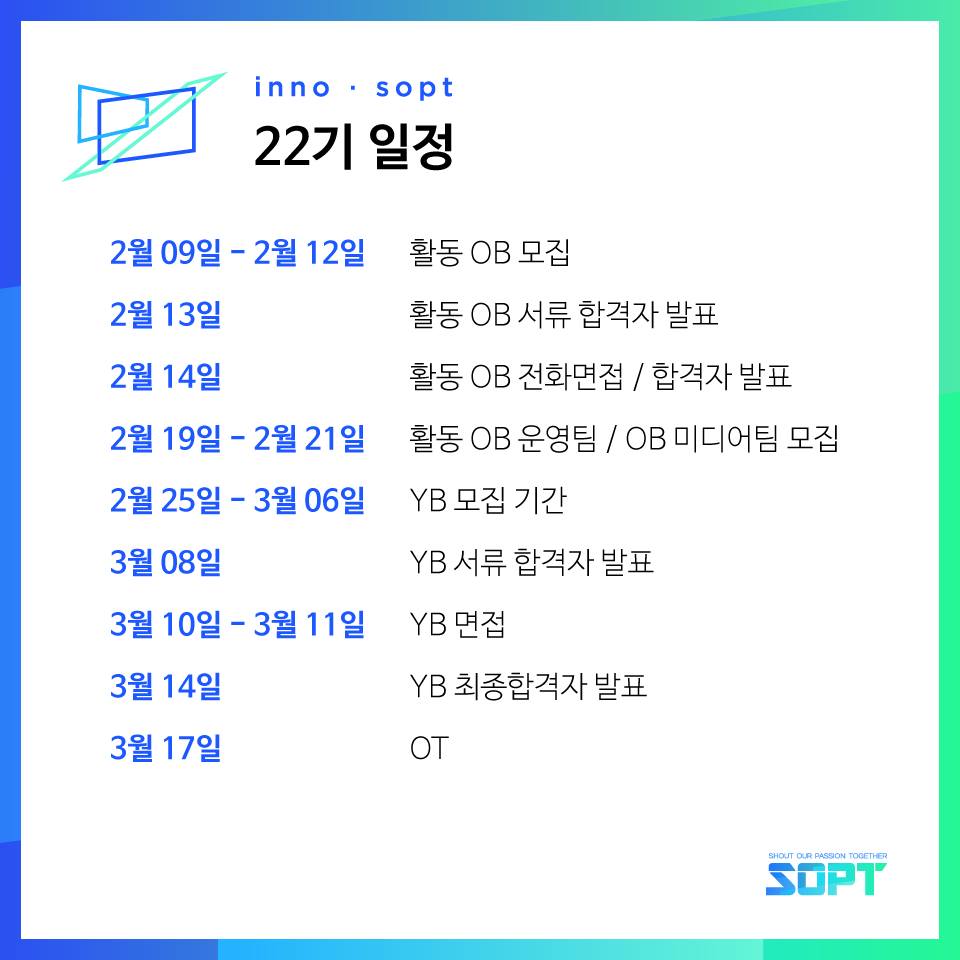 inno · sopt
22기 일정
2월 09일 - 2월 12일 활동 OB 모집
2월 13일 활동 OB 서류 합격자 발표
2월 14일 활동 OB 전화면접 / 합격자 발표
2월 19일 - 2월 21일 활동 OB 운영팀 / OB 미디어팀 모집
2월 25일 - 3월 06일 YB 모집 기간
3월 08일 YB 서류 합격자 발표
3월 10일 - 3월 11일 YB 면접
3월 14일 YB 최종합격자 발표
3월 17일 OT
SHOUT OUR PASSION TOGETHER
SOPT